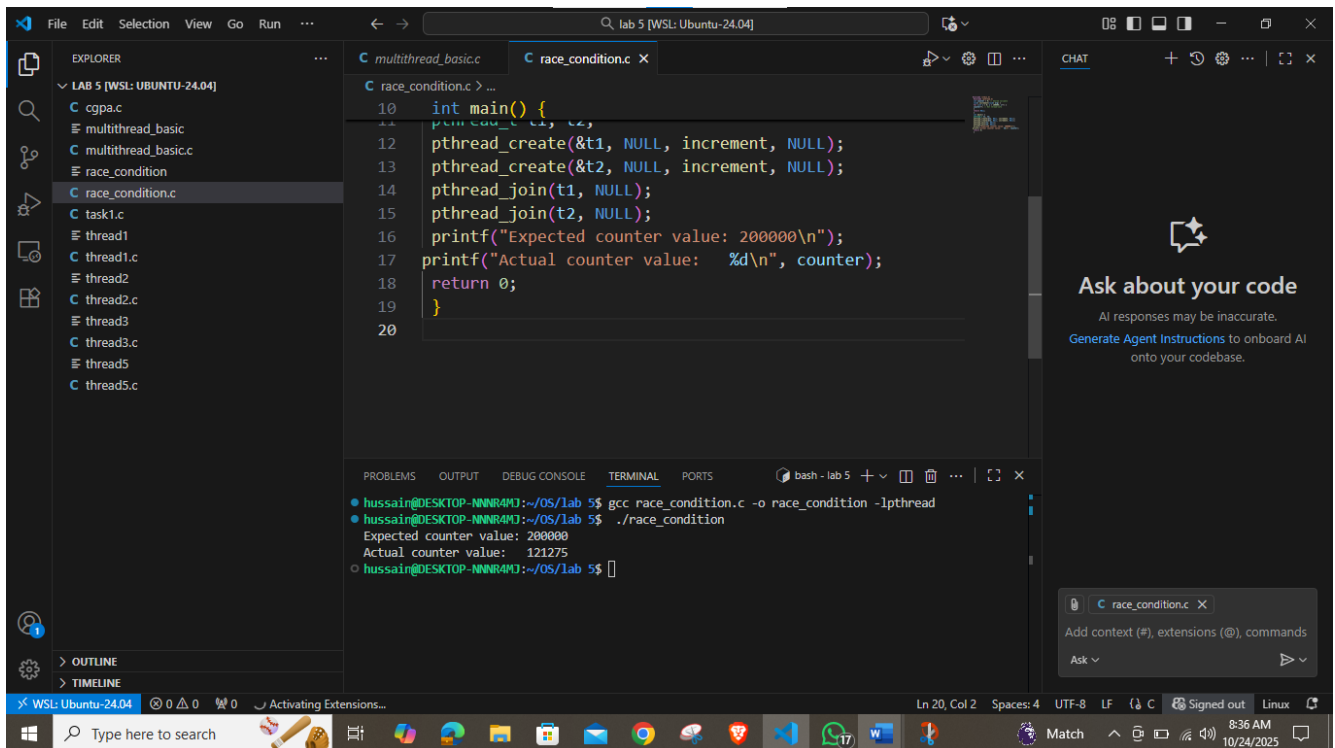 File Edit Selection View Go Run ···
lab 5 [WSL: Ubuntu-24.04]
EXPLORER
LAB 5 [WSL: UBUNTU-24.04]
C cgpa.c
multithread_basic
C multithread_basic.c
race_condition
C race_condition.c
C task1.c
thread1
C thread1.c
thread2
C thread2.c
thread3
C thread3.c
thread5
C thread5.c
OUTLINE
TIMELINE
C multithread_basic.c C race_condition.c
C race_condition.c > ...
10 int main() {
11 pthread_t t1, t2;
12 pthread_create(&t1, NULL, increment, NULL);
13 pthread_create(&t2, NULL, increment, NULL);
14 pthread_join(t1, NULL);
15 pthread_join(t2, NULL);
16 printf("Expected counter value: 200000\n");
17 printf("Actual counter value:   %d\n", counter);
18 return 0;
19 }
20
PROBLEMS OUTPUT DEBUG CONSOLE TERMINAL PORTS bash - lab 5
hussain@DESKTOP-NNNR4MJ:~/OS/lab 5$ gcc race_condition.c -o race_condition -lpthread
hussain@DESKTOP-NNNR4MJ:~/OS/lab 5$  ./race_condition
Expected counter value: 200000
Actual counter value:   121275
hussain@DESKTOP-NNNR4MJ:~/OS/lab 5$
CHAT
Ask about your code
AI responses may be inaccurate.
Generate Agent Instructions to onboard AI
onto your codebase.
C race_condition.c
Add context (#), extensions (@), commands
Ask
1
WSL: Ubuntu-24.04 0 0 0 Activating Extensions... Ln 20, Col 2 Spaces: 4 UTF-8 LF {} C Signed out Linux
Type here to search 17 Match 8:36 AM
10/24/2025